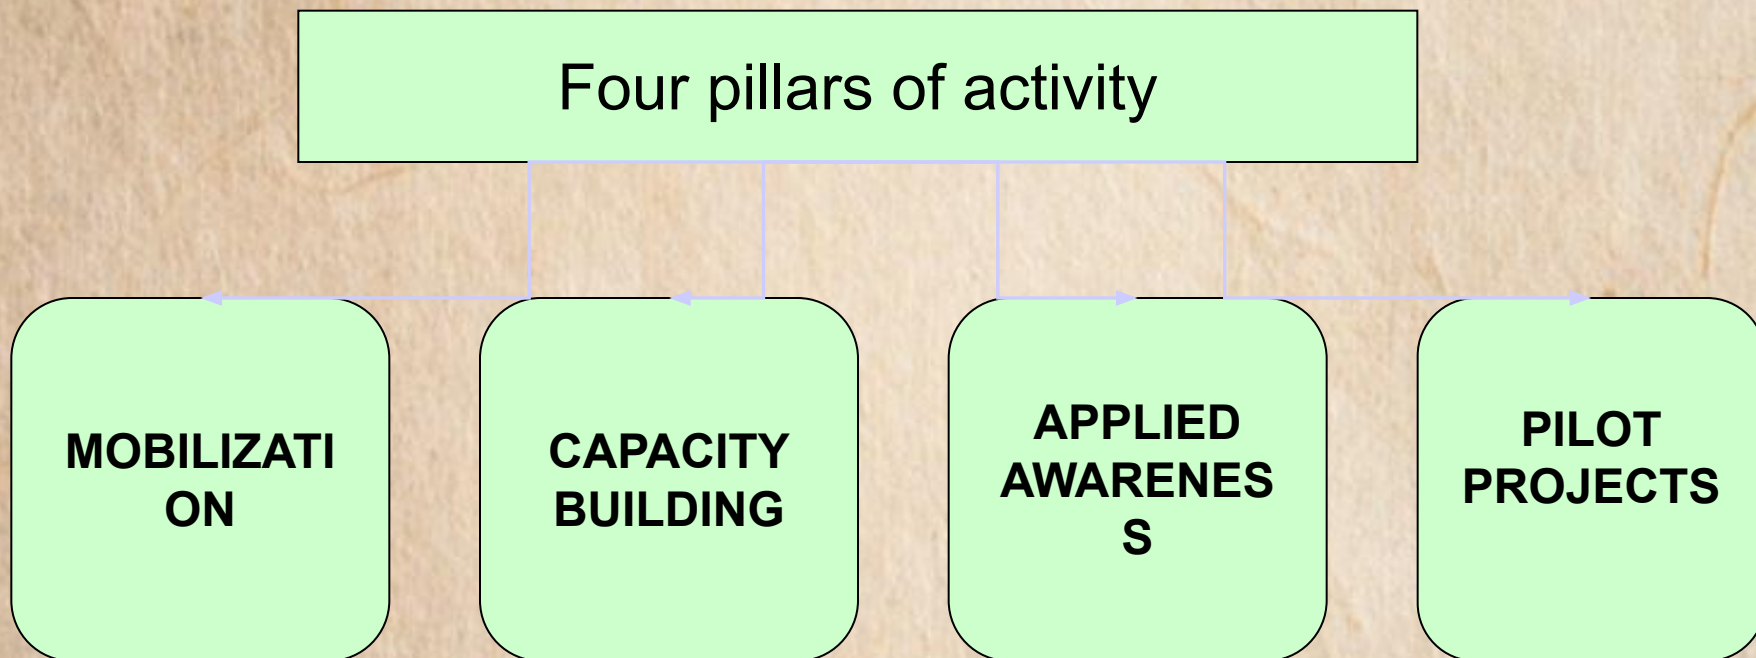 Four pillars of activity
MOBILIZATI
ON
CAPACITY
BUILDING
APPLIED
AWARENES
S
PILOT
PROJECTS